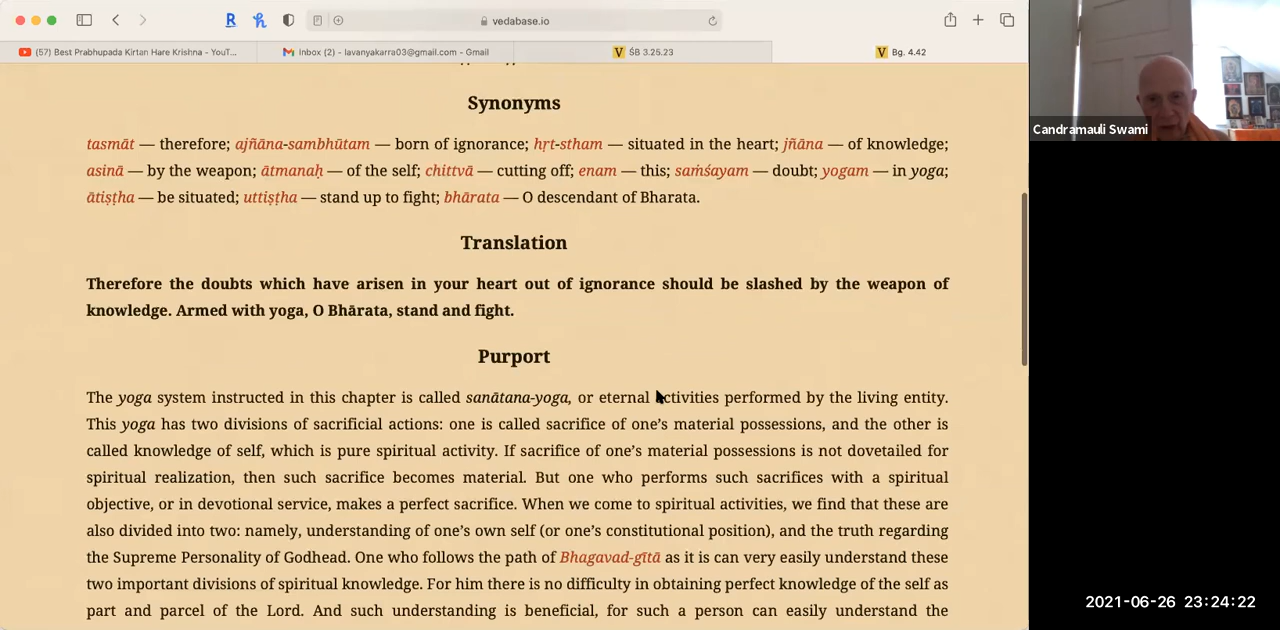 vedabase.io
(57) Best Prabhupada Kirtan Hare Krishna - YouT...
Inbox (2) - lavanyakarra03@gmail.com - Gmail
ŚB 3.25.23
Bg. 4.42
Synonyms
tasmāt — therefore; ajñāna-sambhūtam — born of ignorance; hṛt-stham — situated in the heart; jñāna — of knowledge;
asinā — by the weapon; ātmanaḥ — of the self; chittvā — cutting off; enam — this; saṁśayam — doubt; yogam — in yoga;
ātiṣṭha — be situated; uttiṣṭha — stand up to fight; bhārata — O descendant of Bharata.
Translation
Therefore the doubts which have arisen in your heart out of ignorance should be slashed by the weapon of
knowledge. Armed with yoga, O Bhārata, stand and fight.
Purport
The yoga system instructed in this chapter is called sanātana-yoga, or eternal activities performed by the living entity.
This yoga has two divisions of sacrificial actions: one is called sacrifice of one’s material possessions, and the other is
called knowledge of self, which is pure spiritual activity. If sacrifice of one’s material possessions is not dovetailed for
spiritual realization, then such sacrifice becomes material. But one who performs such sacrifices with a spiritual
objective, or in devotional service, makes a perfect sacrifice. When we come to spiritual activities, we find that these are
also divided into two: namely, understanding of one’s own self (or one’s constitutional position), and the truth regarding
the Supreme Personality of Godhead. One who follows the path of Bhagavad-gītā as it is can very easily understand these
two important divisions of spiritual knowledge. For him there is no difficulty in obtaining perfect knowledge of the self as
part and parcel of the Lord. And such understanding is beneficial, for such a person can easily understand the
Candramauli Swami
2021-06-26 23:24:22